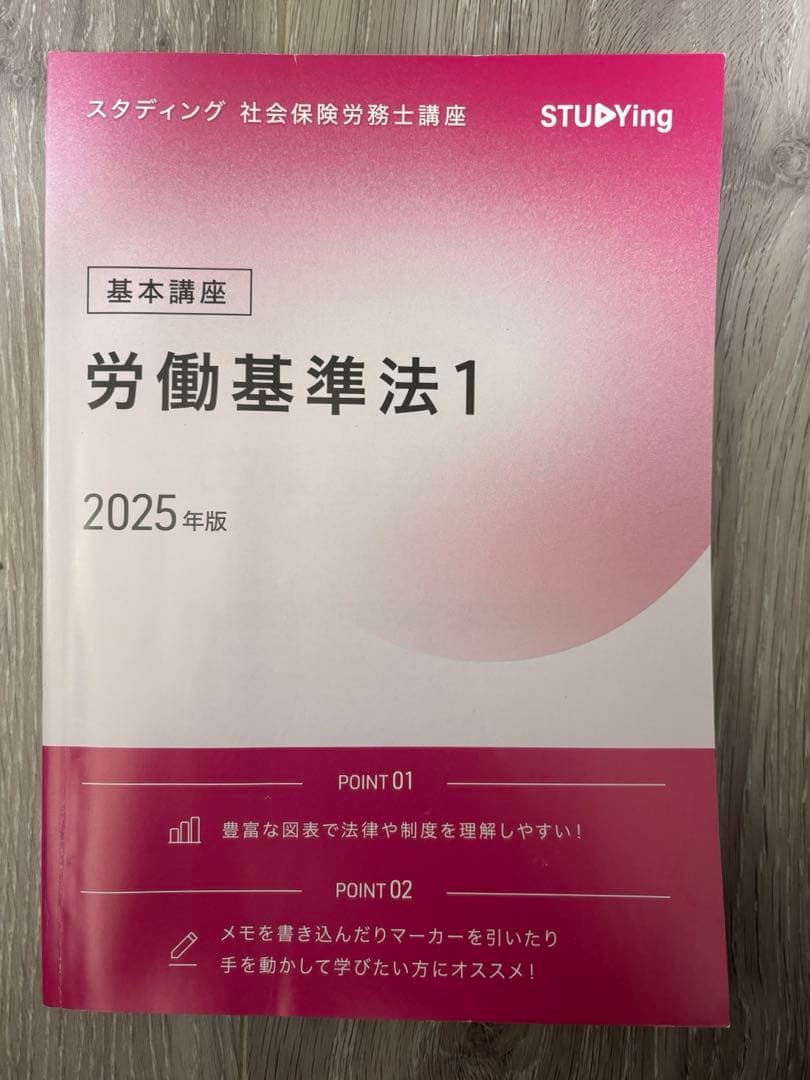 スタディング 社会保険労務士講座
STUDYing
基本講座
労働基準法1
2025年版
POINT 01
豊富な図表で法律や制度を理解しやすい！
POINT 02
メモを書き込んだりマーカーを引いたり
手を動かして学びたい方にオススメ！